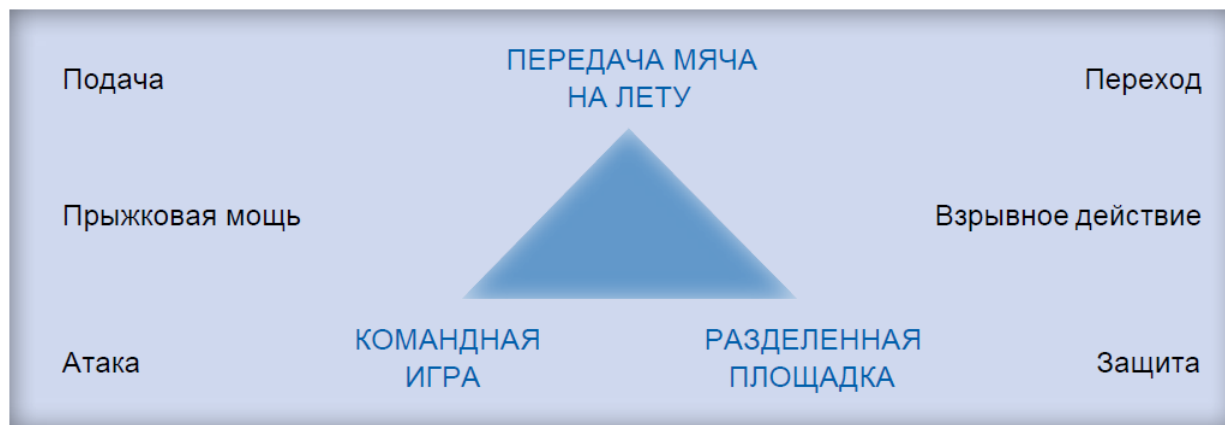 Подача
ПЕРЕДАЧА МЯЧА
НА ЛЕТУ
Переход
Прыжковая мощь
Взрывное действие
Атака
КОМАНДНАЯ
ИГРА
РАЗДЕЛЕННАЯ
ПЛОЩАДКА
Защита